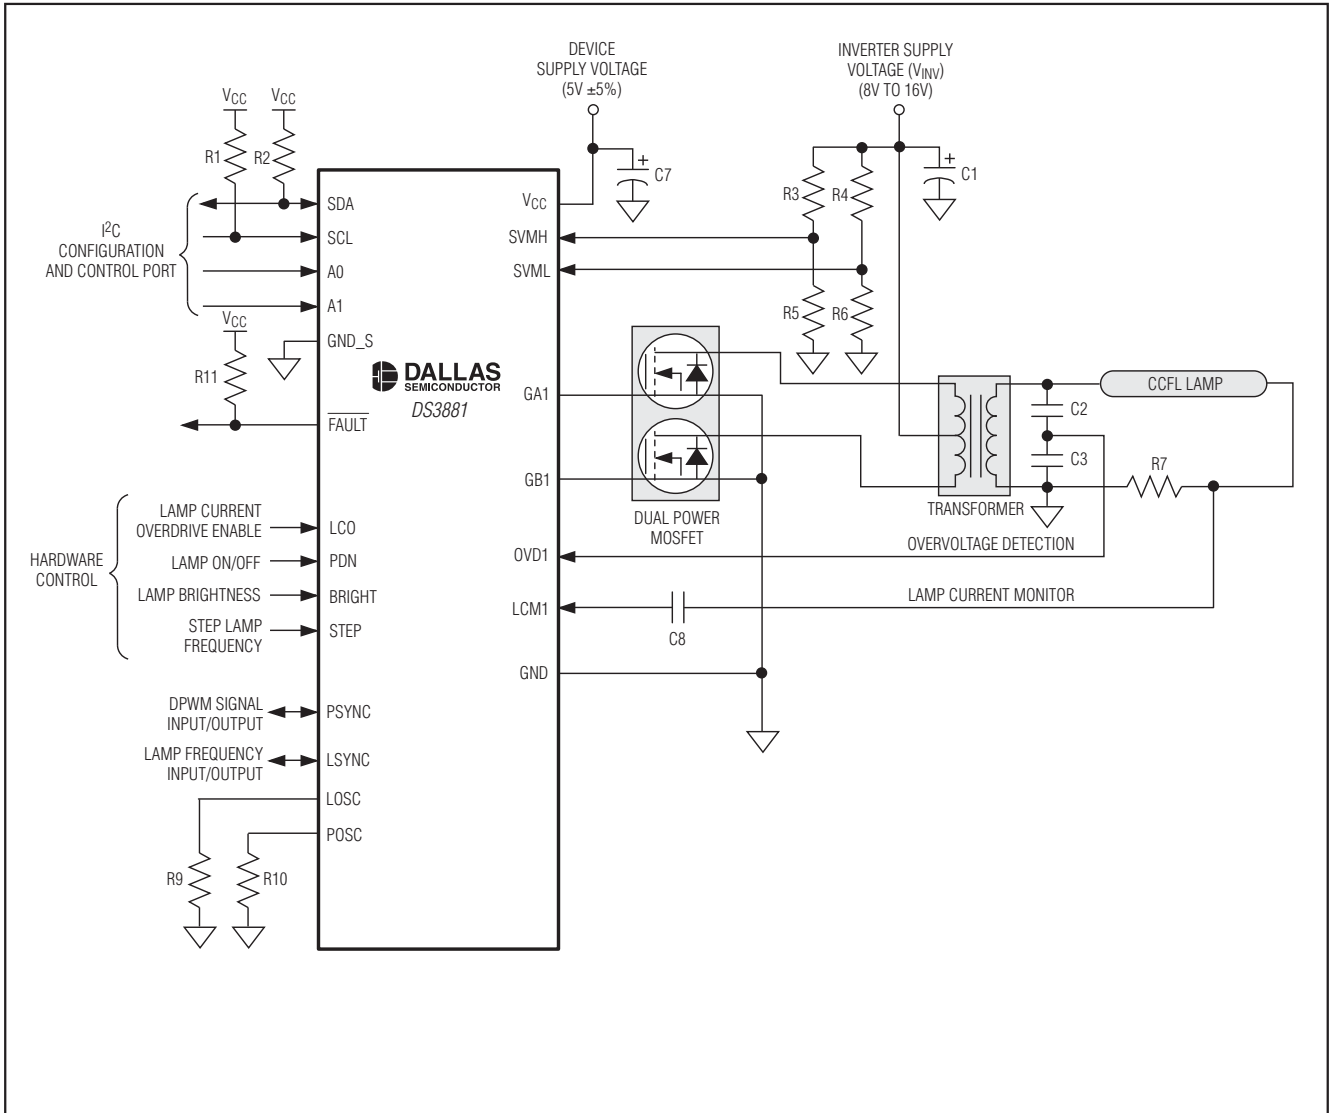 DEVICE
SUPPLY VOLTAGE
(5V ±5%)
INVERTER SUPPLY
VOLTAGE (VINV)
(8V TO 16V)
VCC
VCC
R1
R2
C7
R3
R4
C1
I2C
CONFIGURATION
AND CONTROL PORT
SDA
SCL
A0
A1
GND_S
VCC
SVMH
SVML
R5
R6
VCC
R11
FAULT
DALLAS
SEMICONDUCTOR
DS3881
GA1
GB1
DUAL POWER
MOSFET
TRANSFORMER
CCFL LAMP
C2
C3
R7
HARDWARE
CONTROL
LAMP CURRENT
OVERDRIVE ENABLE
LCO
LAMP ON/OFF
PDN
LAMP BRIGHTNESS
BRIGHT
STEP LAMP
FREQUENCY
STEP
OVD1
OVERVOLTAGE DETECTION
LCM1
C8
LAMP CURRENT MONITOR
GND
DPWM SIGNAL
INPUT/OUTPUT
PSYNC
LAMP FREQUENCY
INPUT/OUTPUT
LSYNC
LOSC
POSC
R9
R10
+
+